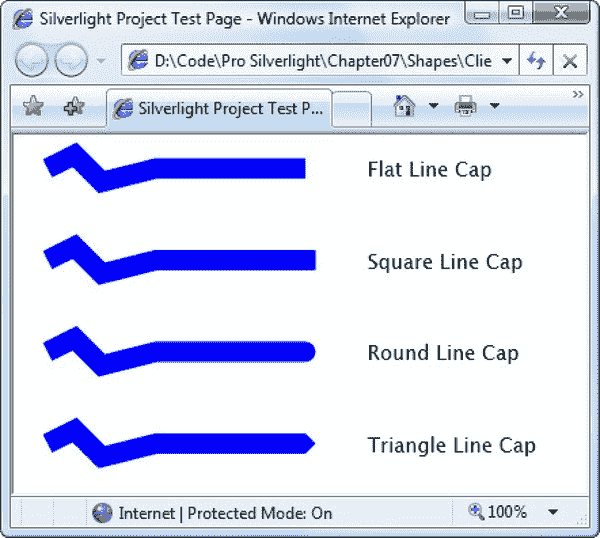 Silverlight Project Test Page - Windows Internet Explorer
D:\Code\Pro Silverlight\Chapter07\Shapes\Clie
Silverlight Project Test P...
Flat Line Cap
Square Line Cap
Round Line Cap
Triangle Line Cap
Internet | Protected Mode: On
100%